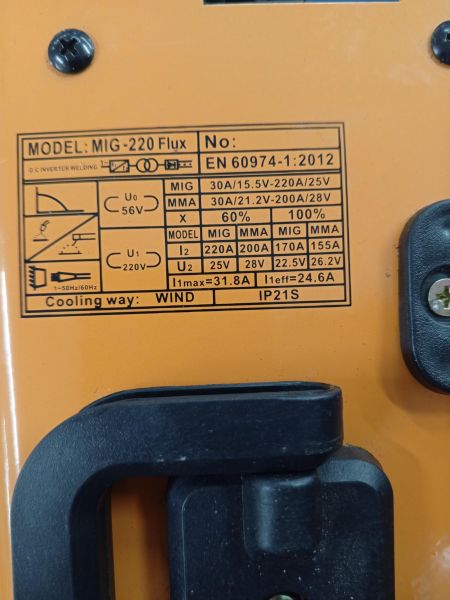 MODEL: MIG-220 Flux No:
DC INVERTER WELDING EN 60974-1:2012
U0 56V
MIG 30A/15.5V-220A/25V
MMA 30A/21.2V-200A/28V
X 60% 100%
U1 220V
MODEL MIG MMA MIG MMA
I2 220A 200A 170A 155A
U2 25V 28V 22.5V 26.2V
1~50Hz/60Hz I1max=31.8A I1eff=24.6A
Cooling way: WIND IP21S